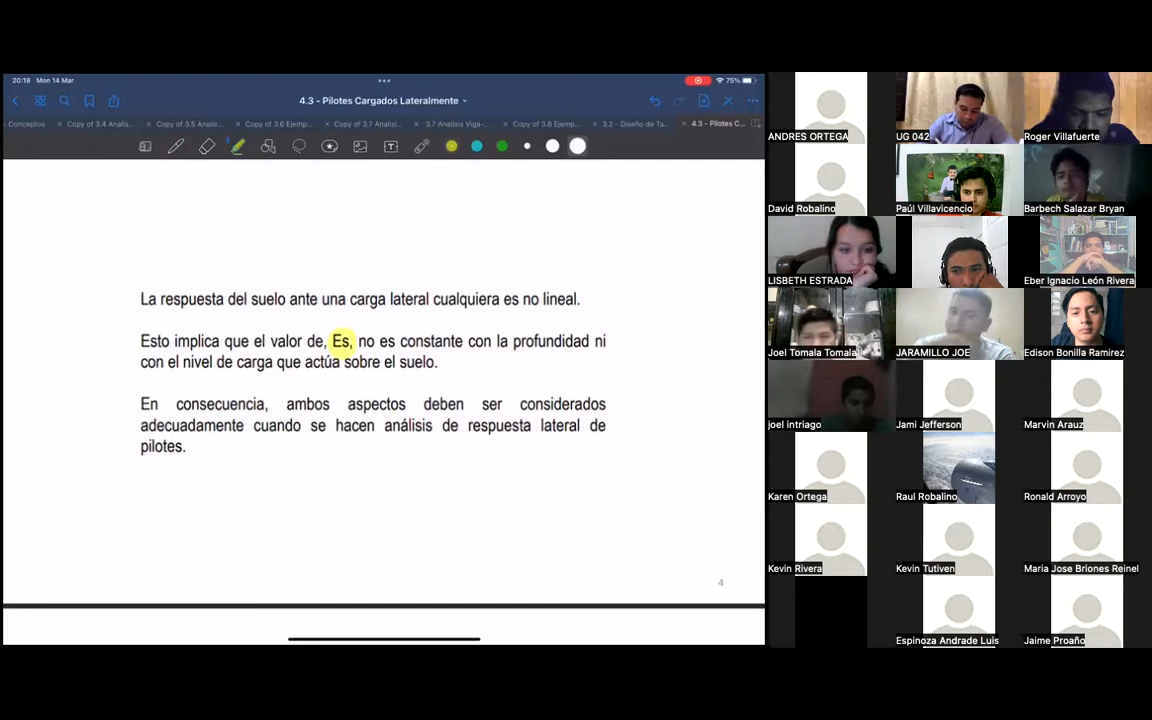 20:18 Mon 14 Mar
75%
4.3 - Pilotes Cargados Lateralmente
Conceptos
Copy of 3.4 Analis...
Copy of 3.5 Analis...
Copy of 3.6 Ejemp...
Copy of 3.7 Analisi...
3.7 Analisis Viga-...
Copy of 3.8 Ejemp...
3.2 - Diseño de Ta...
4.3 - Pilotes C...
La respuesta del suelo ante una carga lateral cualquiera es no lineal.
Esto implica que el valor de, Es, no es constante con la profundidad ni
con el nivel de carga que actúa sobre el suelo.
En consecuencia, ambos aspectos deben ser considerados
adecuadamente cuando se hacen análisis de respuesta lateral de
pilotes.
4
ANDRES ORTEGA
UG 042
Roger Villafuerte
David Robalino
Paúl Villavicencio
Barbech Salazar Bryan
LISBETH ESTRADA
Eber Ignacio León Rivera
Joel Tomala Tomala
JARAMILLO JOE
Edison Bonilla Ramirez
joel intriago
Jami Jefferson
Marvin Arauz
Karen Ortega
Raul Robalino
Ronald Arroyo
Kevin Rivera
Kevin Tutiven
Maria Jose Briones Reinel
Espinoza Andrade Luis
Jaime Proaño